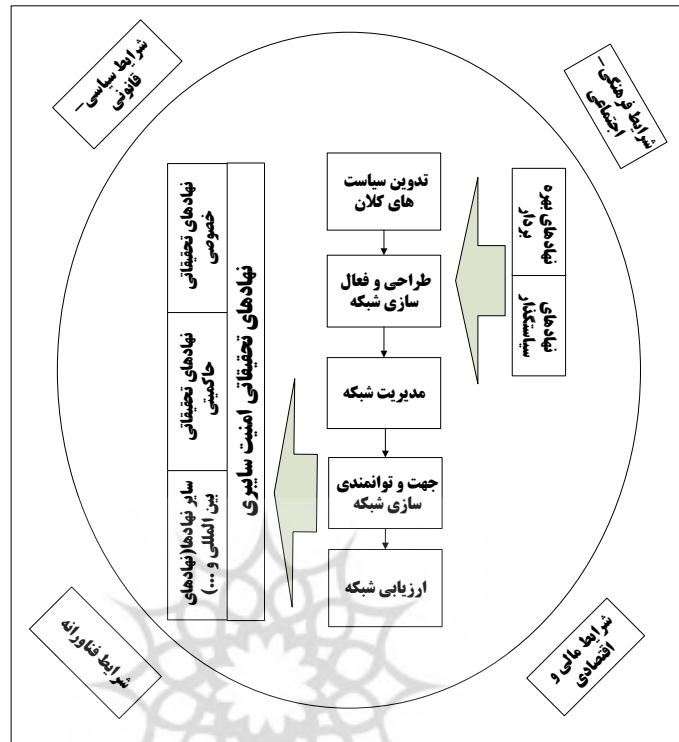 شرایط فرهنگی –
اجتماعی
شرایط سیاسی –
قانونی
نهادهای بهره
بردار
نهادهای
سیاستگذار
تدوین سیاست
های کلان
طراحی و فعال
سازی شبکه
مدیریت شبکه
جهت و توانمندی
سازی شبکه
ارزیابی شبکه
نهادهای تحقیقاتی امنیت سایبری
نهادهای تحقیقاتی
خصوصی
نهادهای تحقیقاتی
حاکمیتی
سایر نهادها(نهادهای
بین المللی و ...)
شرایط مالی و
اقتصادی
شرایط فناورانه